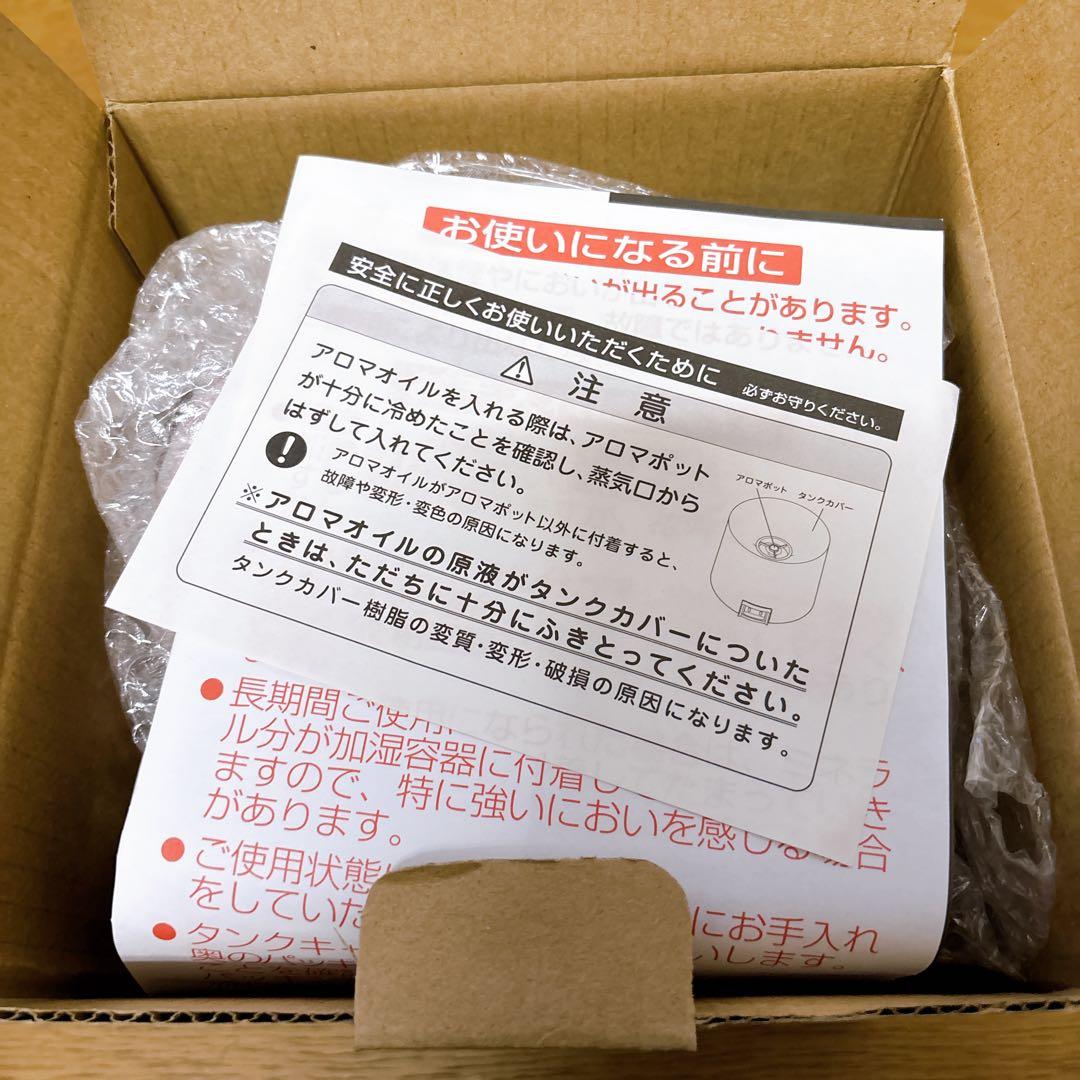 お使いになる前に
が出ることがあります。
ません。
安全に正しくお使いいただくために 必ずお守りください。
注意
アロマオイルを入れる際は、アロマポット
が十分に冷めたことを確認し、蒸気口から
はずして入れてください。
アロマオイルがアロマポット以外に付着すると、
故障や変形・変色の原因になります。
アロマポット タンクカバー
※アロマオイルの原液がタンクカバーについた
ときは、ただちに十分にふきとってください。
タンクカバー樹脂の変質・変形・破損の原因になります。
●長期間ご使用になられた
ル分が加湿容器に付着し
ますので、特に強いにおいを感じる場合
があります。
●ご使用状態
をしていた
にお手入れ
いします。
●タンクキャ
奥のパッキ